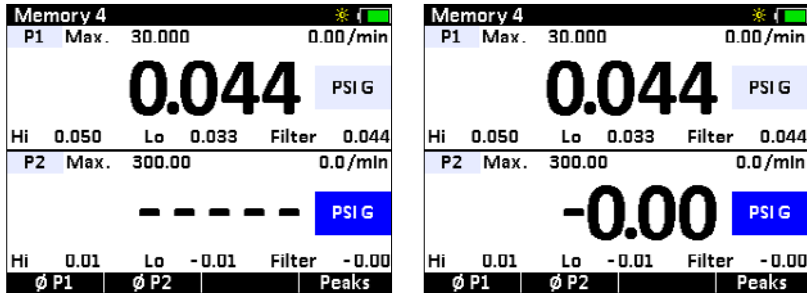 Memory 4
P1 Max. 30.000 0.00/min
0.044 PSI G
Hi 0.050 Lo 0.033 Filter 0.044
P2 Max. 300.00 0.0/min
- - - - - PSI G
Hi 0.01 Lo -0.01 Filter -0.00
ϕ P1 ϕ P2 Peaks
Memory 4
P1 Max. 30.000 0.00/min
0.044 PSI G
Hi 0.050 Lo 0.033 Filter 0.044
P2 Max. 300.00 0.0/min
-0.00 PSI G
Hi 0.01 Lo -0.01 Filter -0.00
ϕ P1 ϕ P2 Peaks